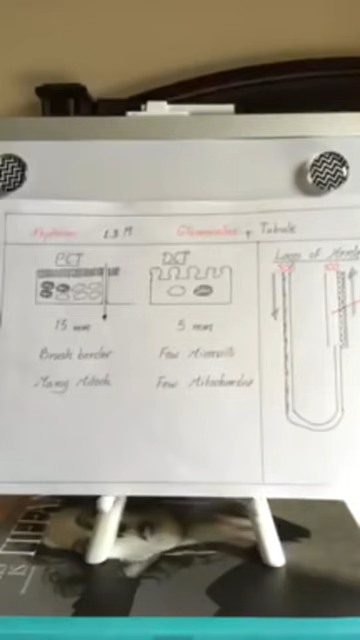 Nephron 1.3 M Glomerulus + Tubule
PCT
DCT
Loop of Henle
15 mm
5 mm
Brush border
Few Microvilli
Many Mitoch
Few Mitochondria